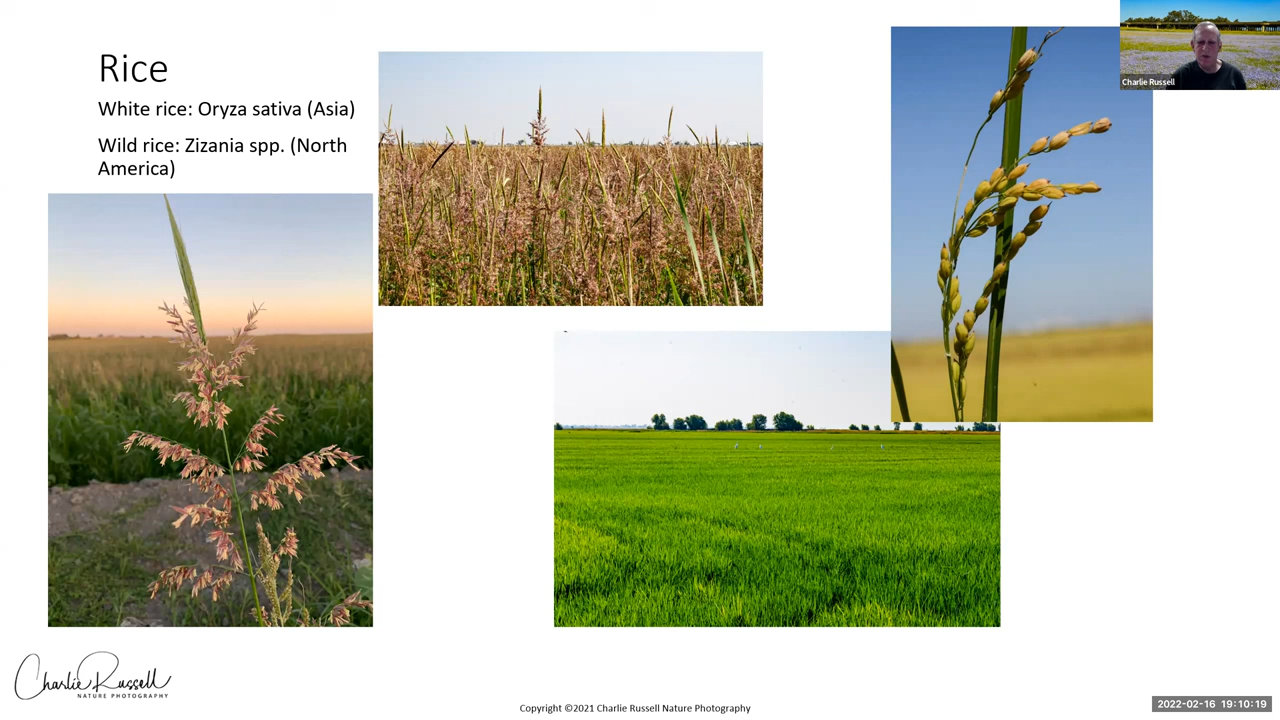 Rice
White rice: Oryza sativa (Asia)
Wild rice: Zizania spp. (North
America)
Charlie Russell
Charlie Russell
NATURE PHOTOGRAPHY
Copyright ©2021 Charlie Russell Nature Photography
2022-02-16 19:10:19